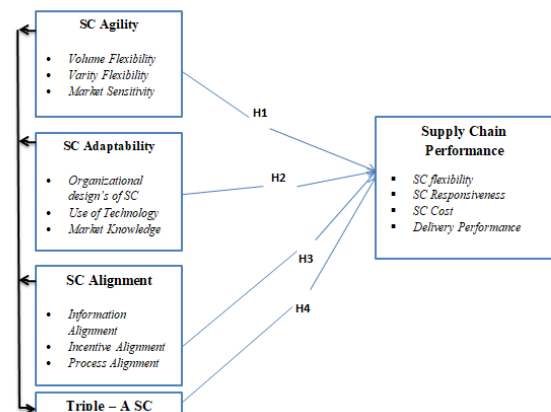 SC Agility
• Volume Flexibility
• Varity Flexibility
• Market Sensitivity
SC Adaptability
• Organizational
design's of SC
• Use of Technology
• Market Knowledge
SC Alignment
• Information
Alignment
• Incentive Alignment
• Process Alignment
Triple – A SC
H1
H2
H3
H4
Supply Chain
Performance
▪ SC flexibility
▪ SC Responsiveness
▪ SC Cost
▪ Delivery Performance